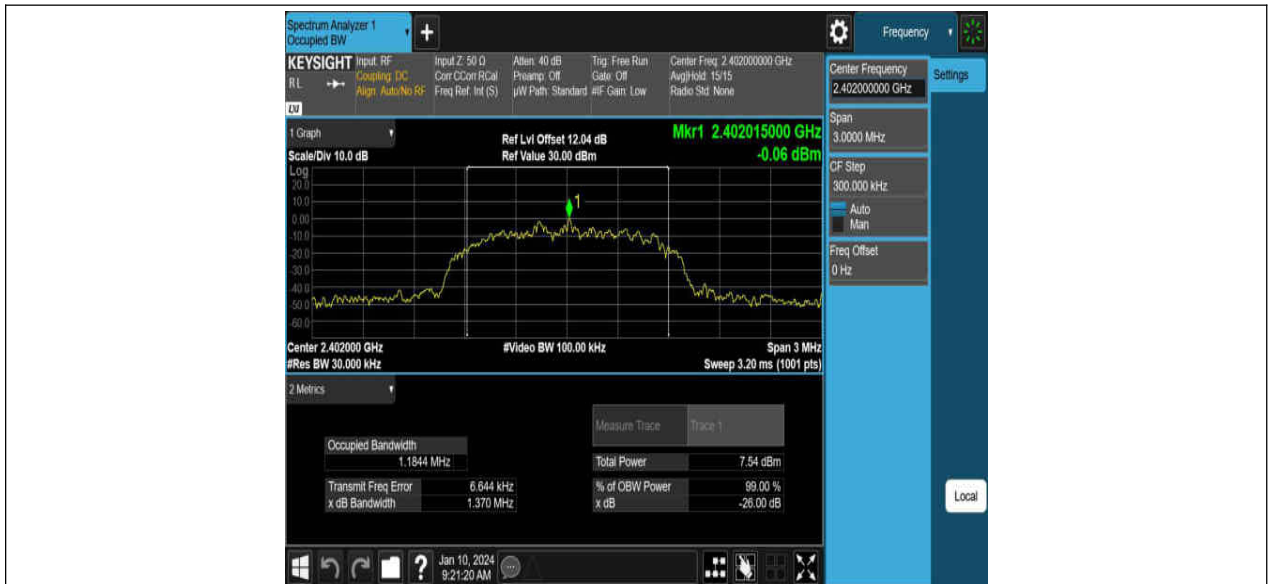 Spectrum Analyzer 1
Occupied BW
+
Frequency
KEYSIGHT
RL
LXI
Input: RF
Coupling: DC
Align: Auto/No RF
Input Z: 50 Ω
Corr CCorr RCal
Freq Ref: Int (S)
Atten: 40 dB
Preamp: Off
µW Path: Standard
Trig: Free Run
Gate: Off
#IF Gain: Low
Center Freq: 2.402000000 GHz
Avg|Hold: 15/15
Radio Std: None
Center Frequency
2.402000000 GHz
Settings
Span
3.0000 MHz
CF Step
300.000 kHz
Auto
Man
Freq Offset
0 Hz
Local
1 Graph
Scale/Div 10.0 dB
Ref Lvl Offset 12.04 dB
Ref Value 30.00 dBm
Mkr1 2.402015000 GHz
-0.06 dBm
Log
20.0
10.0
0.00
-10.0
-20.0
-30.0
-40.0
-50.0
-60.0
1
Center 2.402000 GHz
#Res BW 30.000 kHz
#Video BW 100.00 kHz
Span 3 MHz
Sweep 3.20 ms (1001 pts)
2 Metrics
Measure Trace Trace 1
Occupied Bandwidth
1.1844 MHz
Total Power 7.54 dBm
Transmit Freq Error 6.644 kHz
% of OBW Power 99.00 %
x dB Bandwidth 1.370 MHz
x dB -26.00 dB
?
Jan 10, 2024
9:21:20 AM